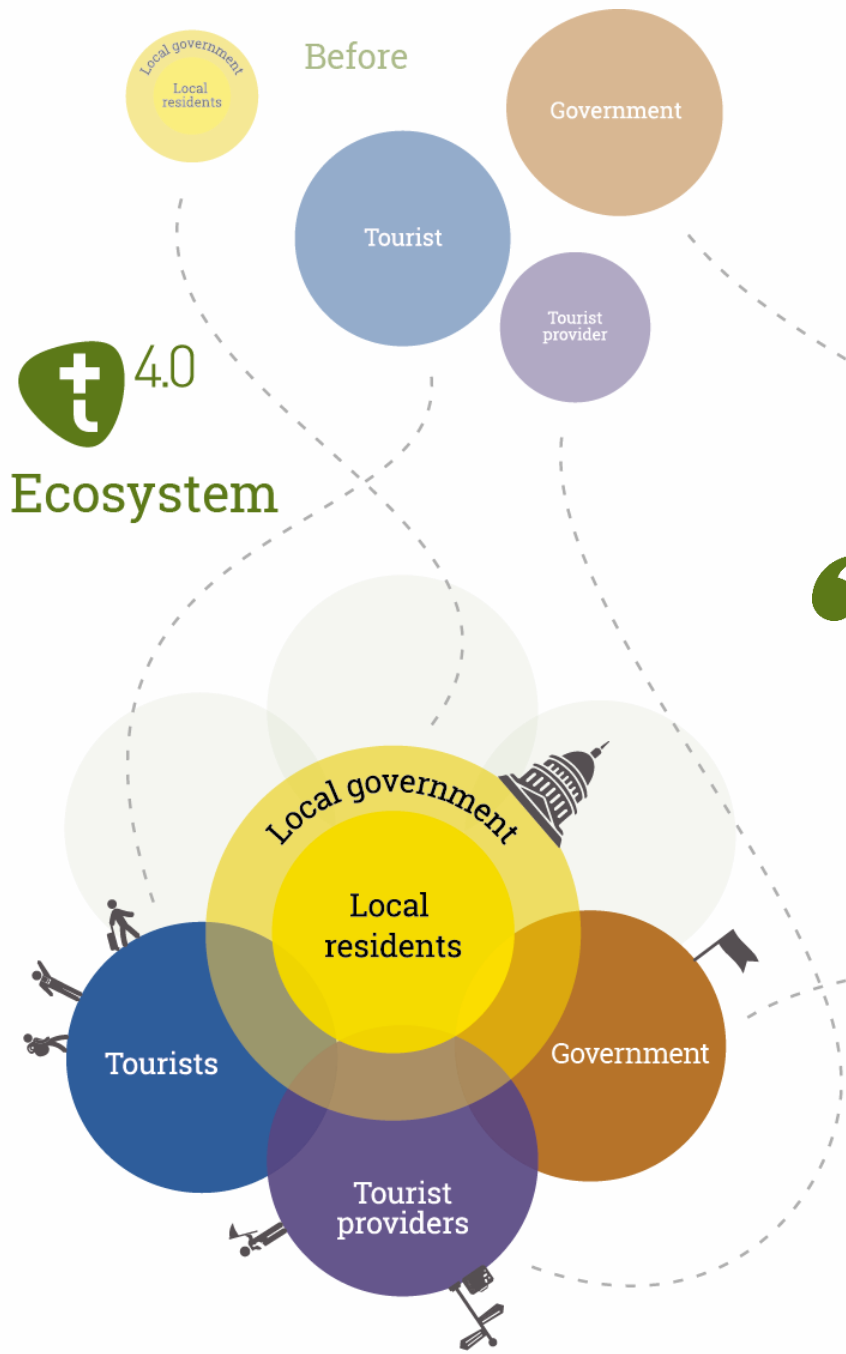 Before
Local government
Local
residents
Government
Tourist
Tourist
provider
ti 4.0
Ecosystem
Local government
Local
residents
Tourists
Government
Tourist
providers